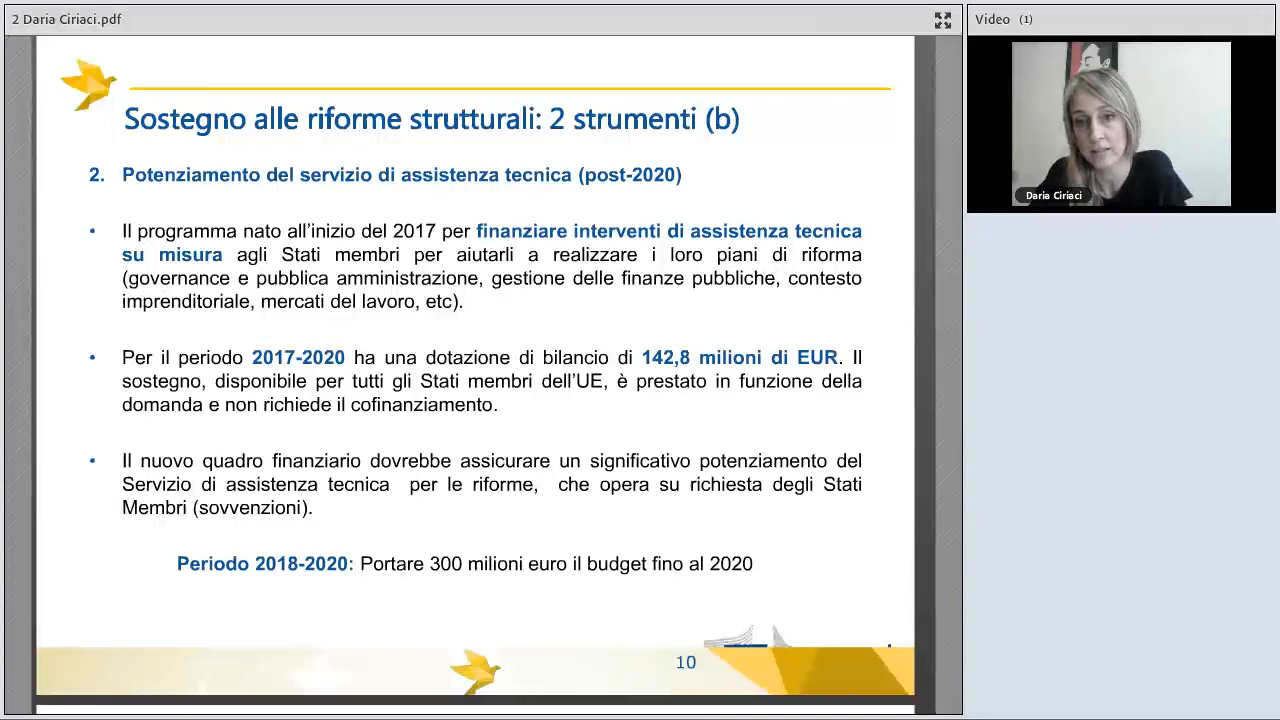 2 Daria Ciriaci.pdf
Video (1)
Daria Ciriaci
Sostegno alle riforme strutturali: 2 strumenti (b)
2. Potenziamento del servizio di assistenza tecnica (post-2020)
• Il programma nato all’inizio del 2017 per finanziare interventi di assistenza tecnica
su misura agli Stati membri per aiutarli a realizzare i loro piani di riforma
(governance e pubblica amministrazione, gestione delle finanze pubbliche, contesto
imprenditoriale, mercati del lavoro, etc).
• Per il periodo 2017-2020 ha una dotazione di bilancio di 142,8 milioni di EUR. Il
sostegno, disponibile per tutti gli Stati membri dell’UE, è prestato in funzione della
domanda e non richiede il cofinanziamento.
• Il nuovo quadro finanziario dovrebbe assicurare un significativo potenziamento del
Servizio di assistenza tecnica per le riforme, che opera su richiesta degli Stati
Membri (sovvenzioni).
Periodo 2018-2020: Portare 300 milioni euro il budget fino al 2020
10